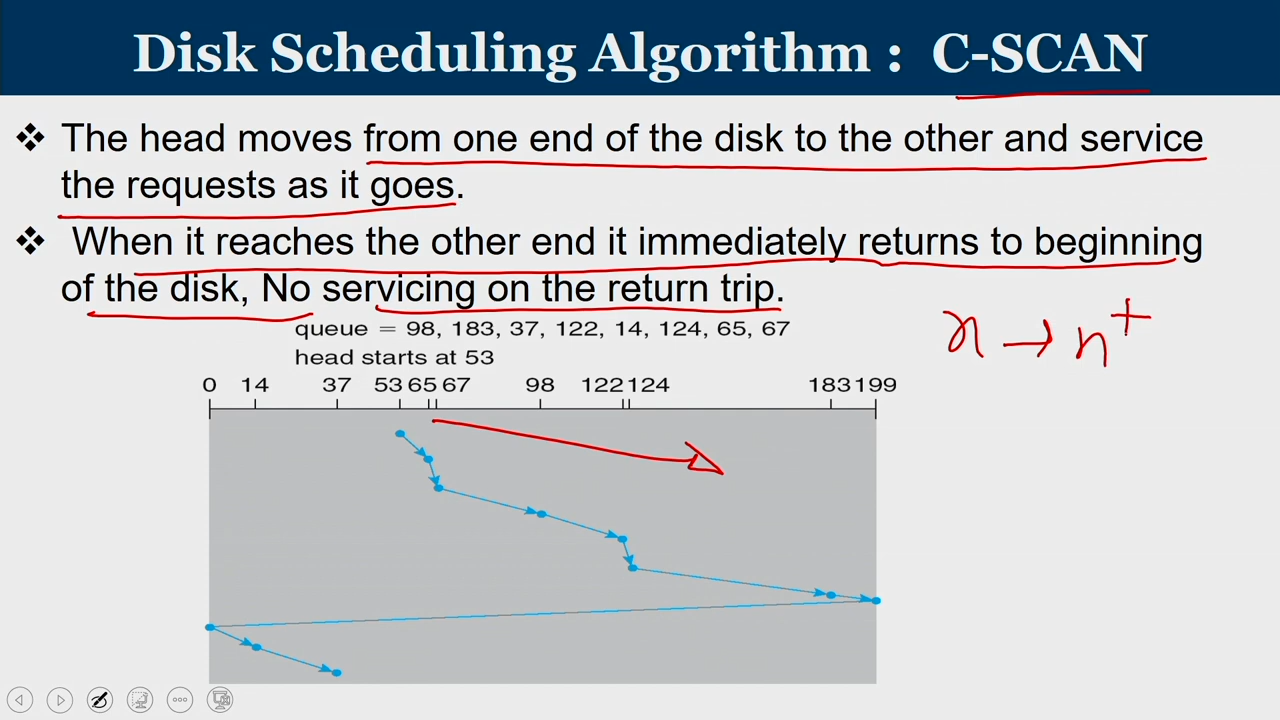 Disk Scheduling Algorithm : C-SCAN
❖ The head moves from one end of the disk to the other and service
the requests as it goes.
❖ When it reaches the other end it immediately returns to beginning
of the disk, No servicing on the return trip.
queue = 98, 183, 37, 122, 14, 124, 65, 67
head starts at 53
0 14 37 53 65 67 98 122 124 183 199